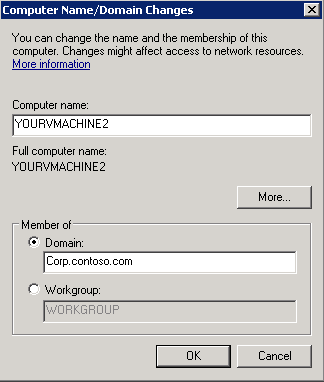 Computer Name/Domain Changes
You can change the name and the membership of this
computer. Changes might affect access to network resources.
More information
Computer name:
YOURVMACHINE2
Full computer name:
YOURVMACHINE2
More...
Member of
Domain:
Corp.contoso.com
Workgroup:
WORKGROUP
OK
Cancel